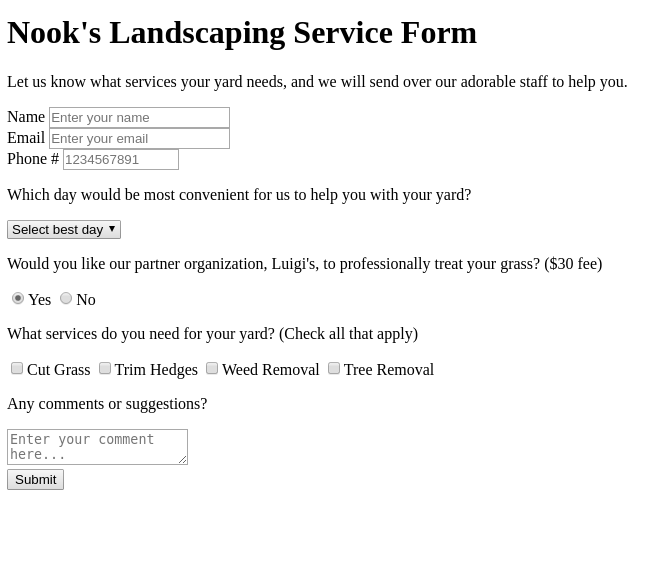 Nook's Landscaping Service Form
Let us know what services your yard needs, and we will send over our adorable staff to help you.
Name Enter your name
Email Enter your email
Phone # 1234567891
Which day would be most convenient for us to help you with your yard?
Select best day
Would you like our partner organization, Luigi's, to professionally treat your grass? ($30 fee)
Yes No
What services do you need for your yard? (Check all that apply)
Cut Grass Trim Hedges Weed Removal Tree Removal
Any comments or suggestions?
Enter your comment
here...
Submit